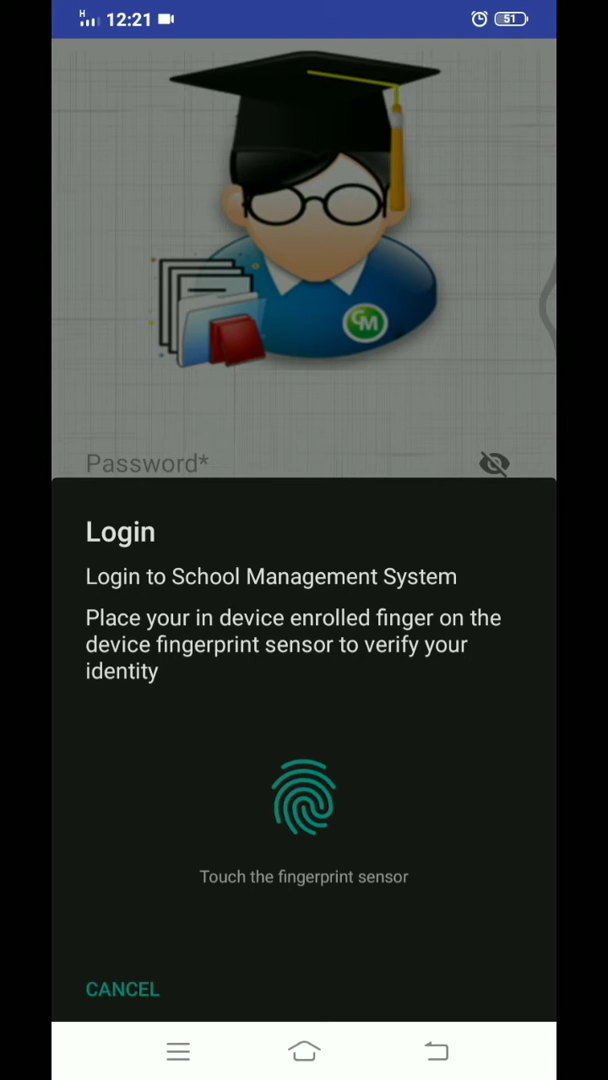 H 12:21 51
GM
Password*
Login
Login to School Management System
Place your in device enrolled finger on the
device fingerprint sensor to verify your
identity
Touch the fingerprint sensor
CANCEL